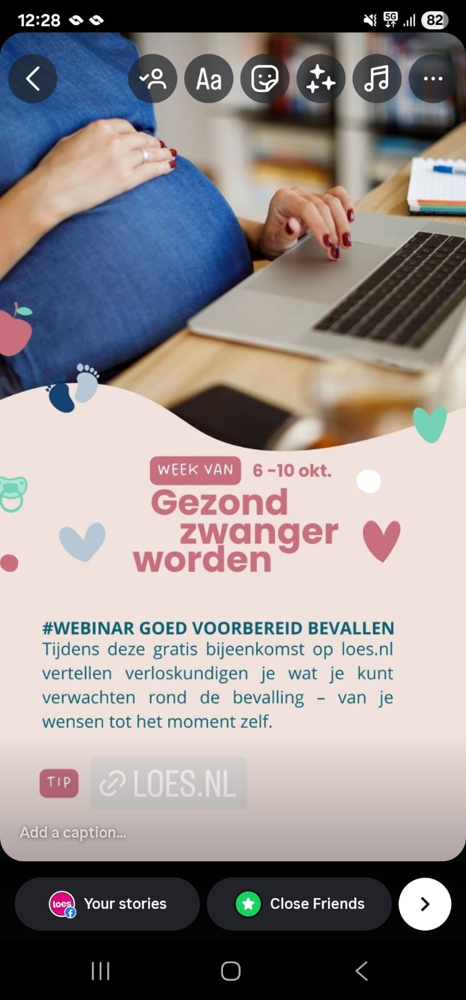 12:28
5G
82
Aa
WEEK VAN 6 –10 okt.
Gezond
zwanger
worden
#WEBINAR GOED VOORBEREID BEVALLEN
Tijdens deze gratis bijeenkomst op loes.nl
vertellen verloskundigen je wat je kunt
verwachten rond de bevalling – van je
wensen tot het moment zelf.
TIP LOES.NL
Add a caption...
loes Your stories Close Friends